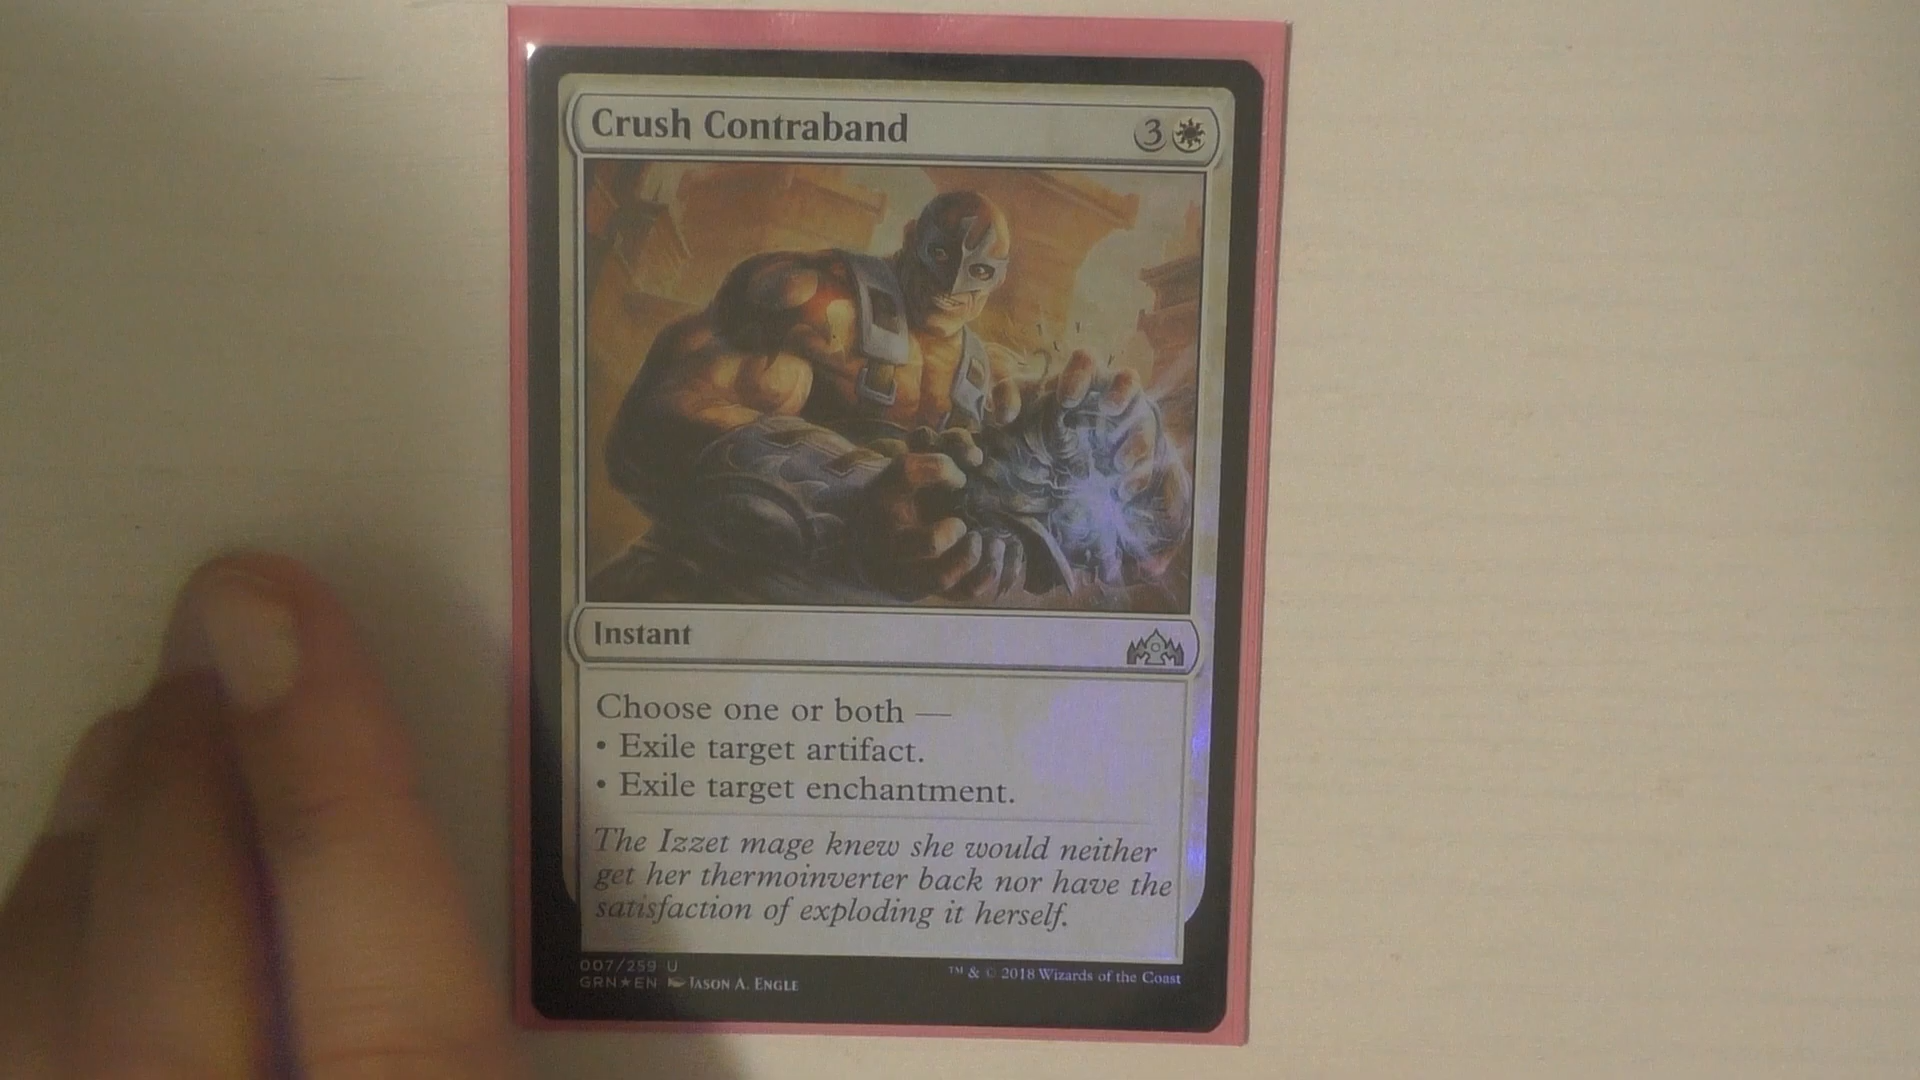 Crush Contraband 3
Instant
Choose one or both —
• Exile target artifact.
• Exile target enchantment.
The Izzet mage knew she would neither
get her thermoinverter back nor have the
satisfaction of exploding it herself.
007/259 U
GRN★EN Jason A. Engle
™ & © 2018 Wizards of the Coast